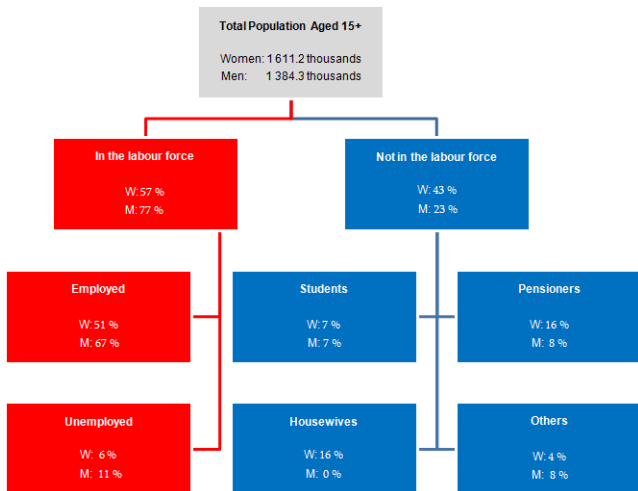 Total Population Aged 15+
Women: 1 611.2 thousands
Men: 1 384.3 thousands
In the labour force
W: 57 %
M: 77 %
Not in the labour force
W: 43 %
M: 23 %
Employed
W: 51 %
M: 67 %
Students
W: 7 %
M: 7 %
Pensioners
W: 16 %
M: 8 %
Unemployed
W: 6 %
M: 11 %
Housewives
W: 16 %
M: 0 %
Others
W: 4 %
M: 8 %